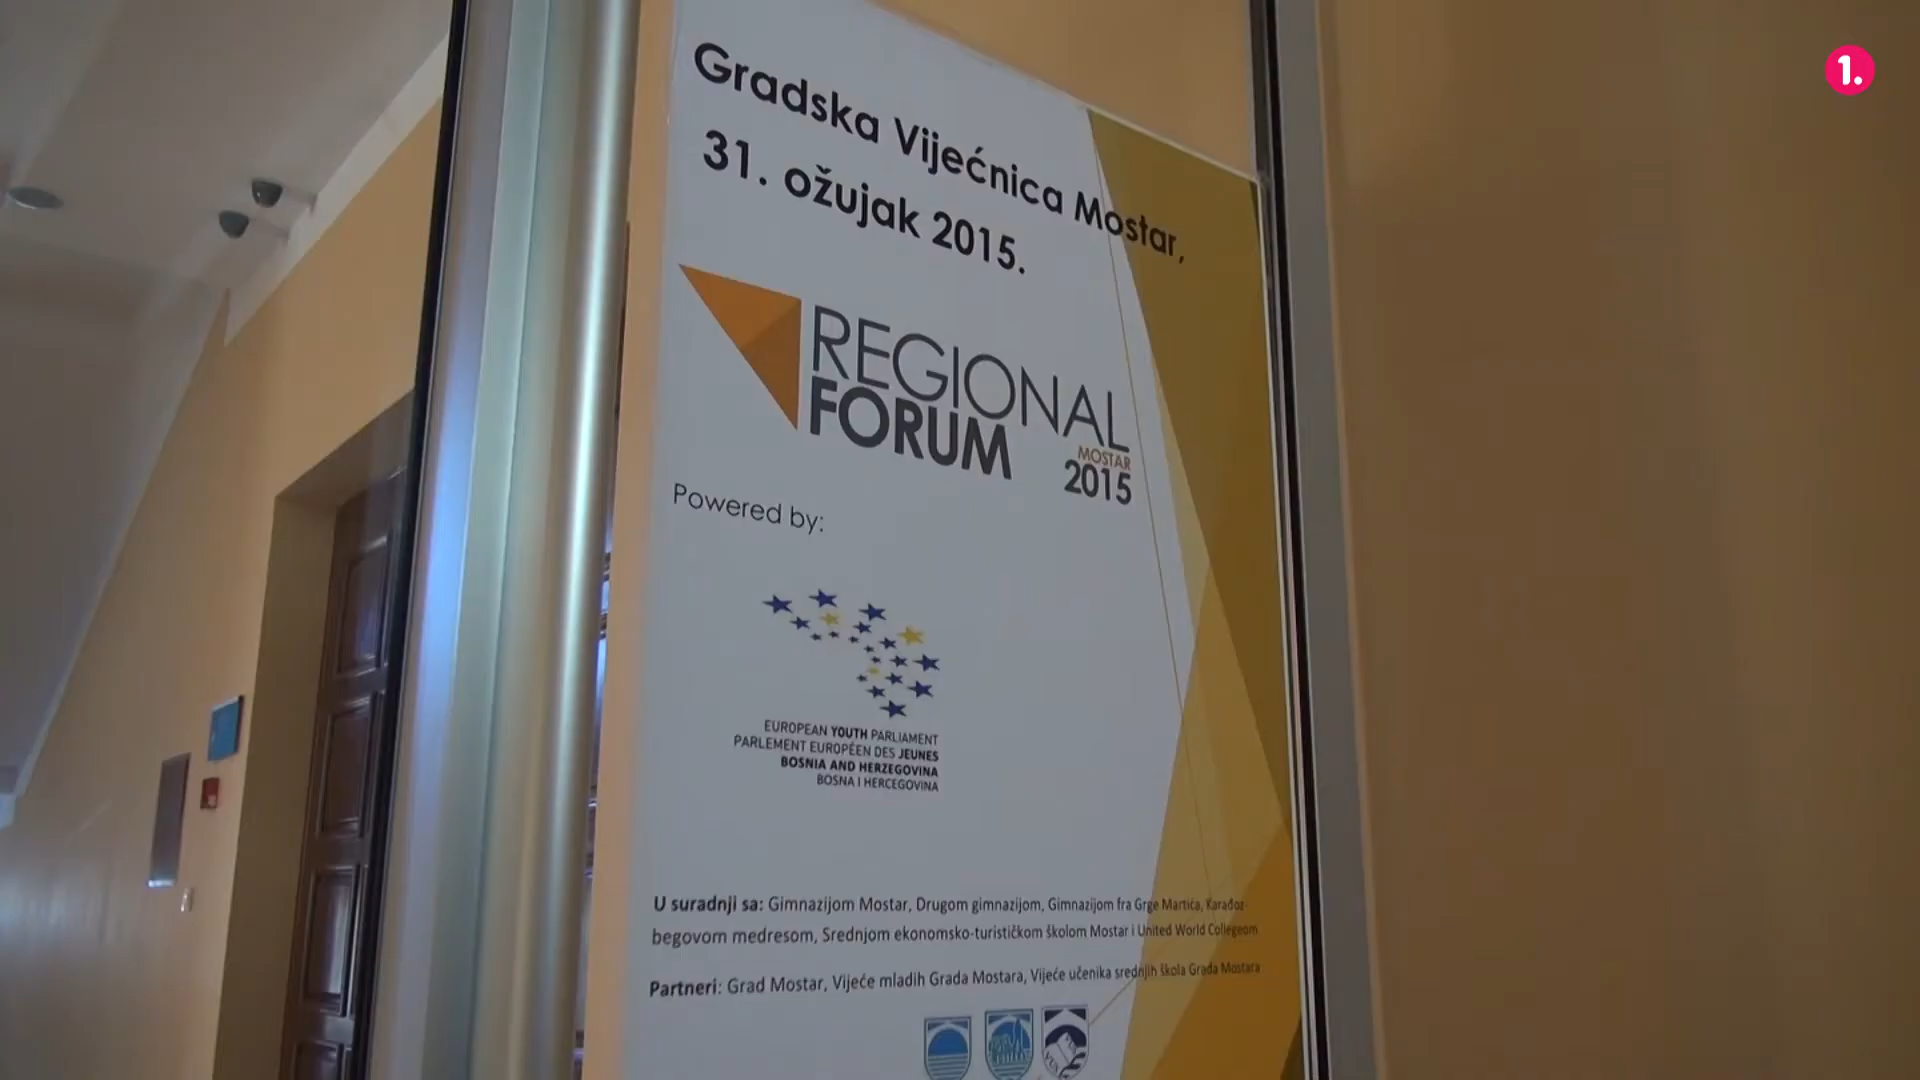 1.
Gradska Vijećnica Mostar,
31. ožujak 2015.
REGIONAL
FORUM
MOSTAR
2015
Powered by:
EUROPEAN YOUTH PARLIAMENT
PARLEMENT EUROPÉEN DES JEUNES
BOSNIA AND HERZEGOVINA
BOSNA I HERCEGOVINA
U suradnji sa: Gimnazijom Mostar, Drugom gimnazijom, Gimnazijom fra Grge Martića, Karađoz-
begovom medresom, Srednjom ekonomsko-turističkom školom Mostar i United World Collegeom
Partneri: Grad Mostar, Vijeće mladih Grada Mostara, Vijeće učenika srednjih škola Grada Mostara